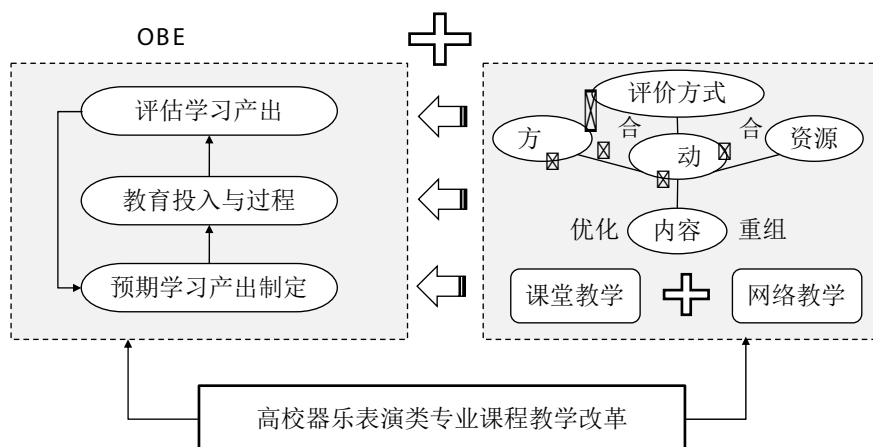 OBE
评估学习产出
教育投入与过程
预期学习产出制定
评价方式
方
合
动
合
资源
优化
内容
重组
课堂教学
网络教学
高校器乐表演类专业课程教学改革